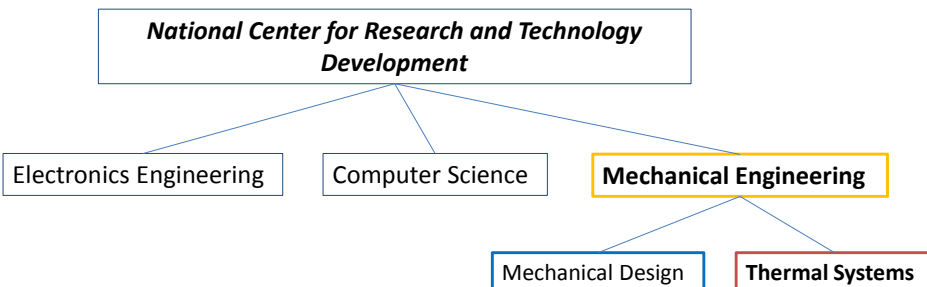 National Center for Research and Technology
Development
Electronics Engineering
Computer Science
Mechanical Engineering
Mechanical Design
Thermal Systems